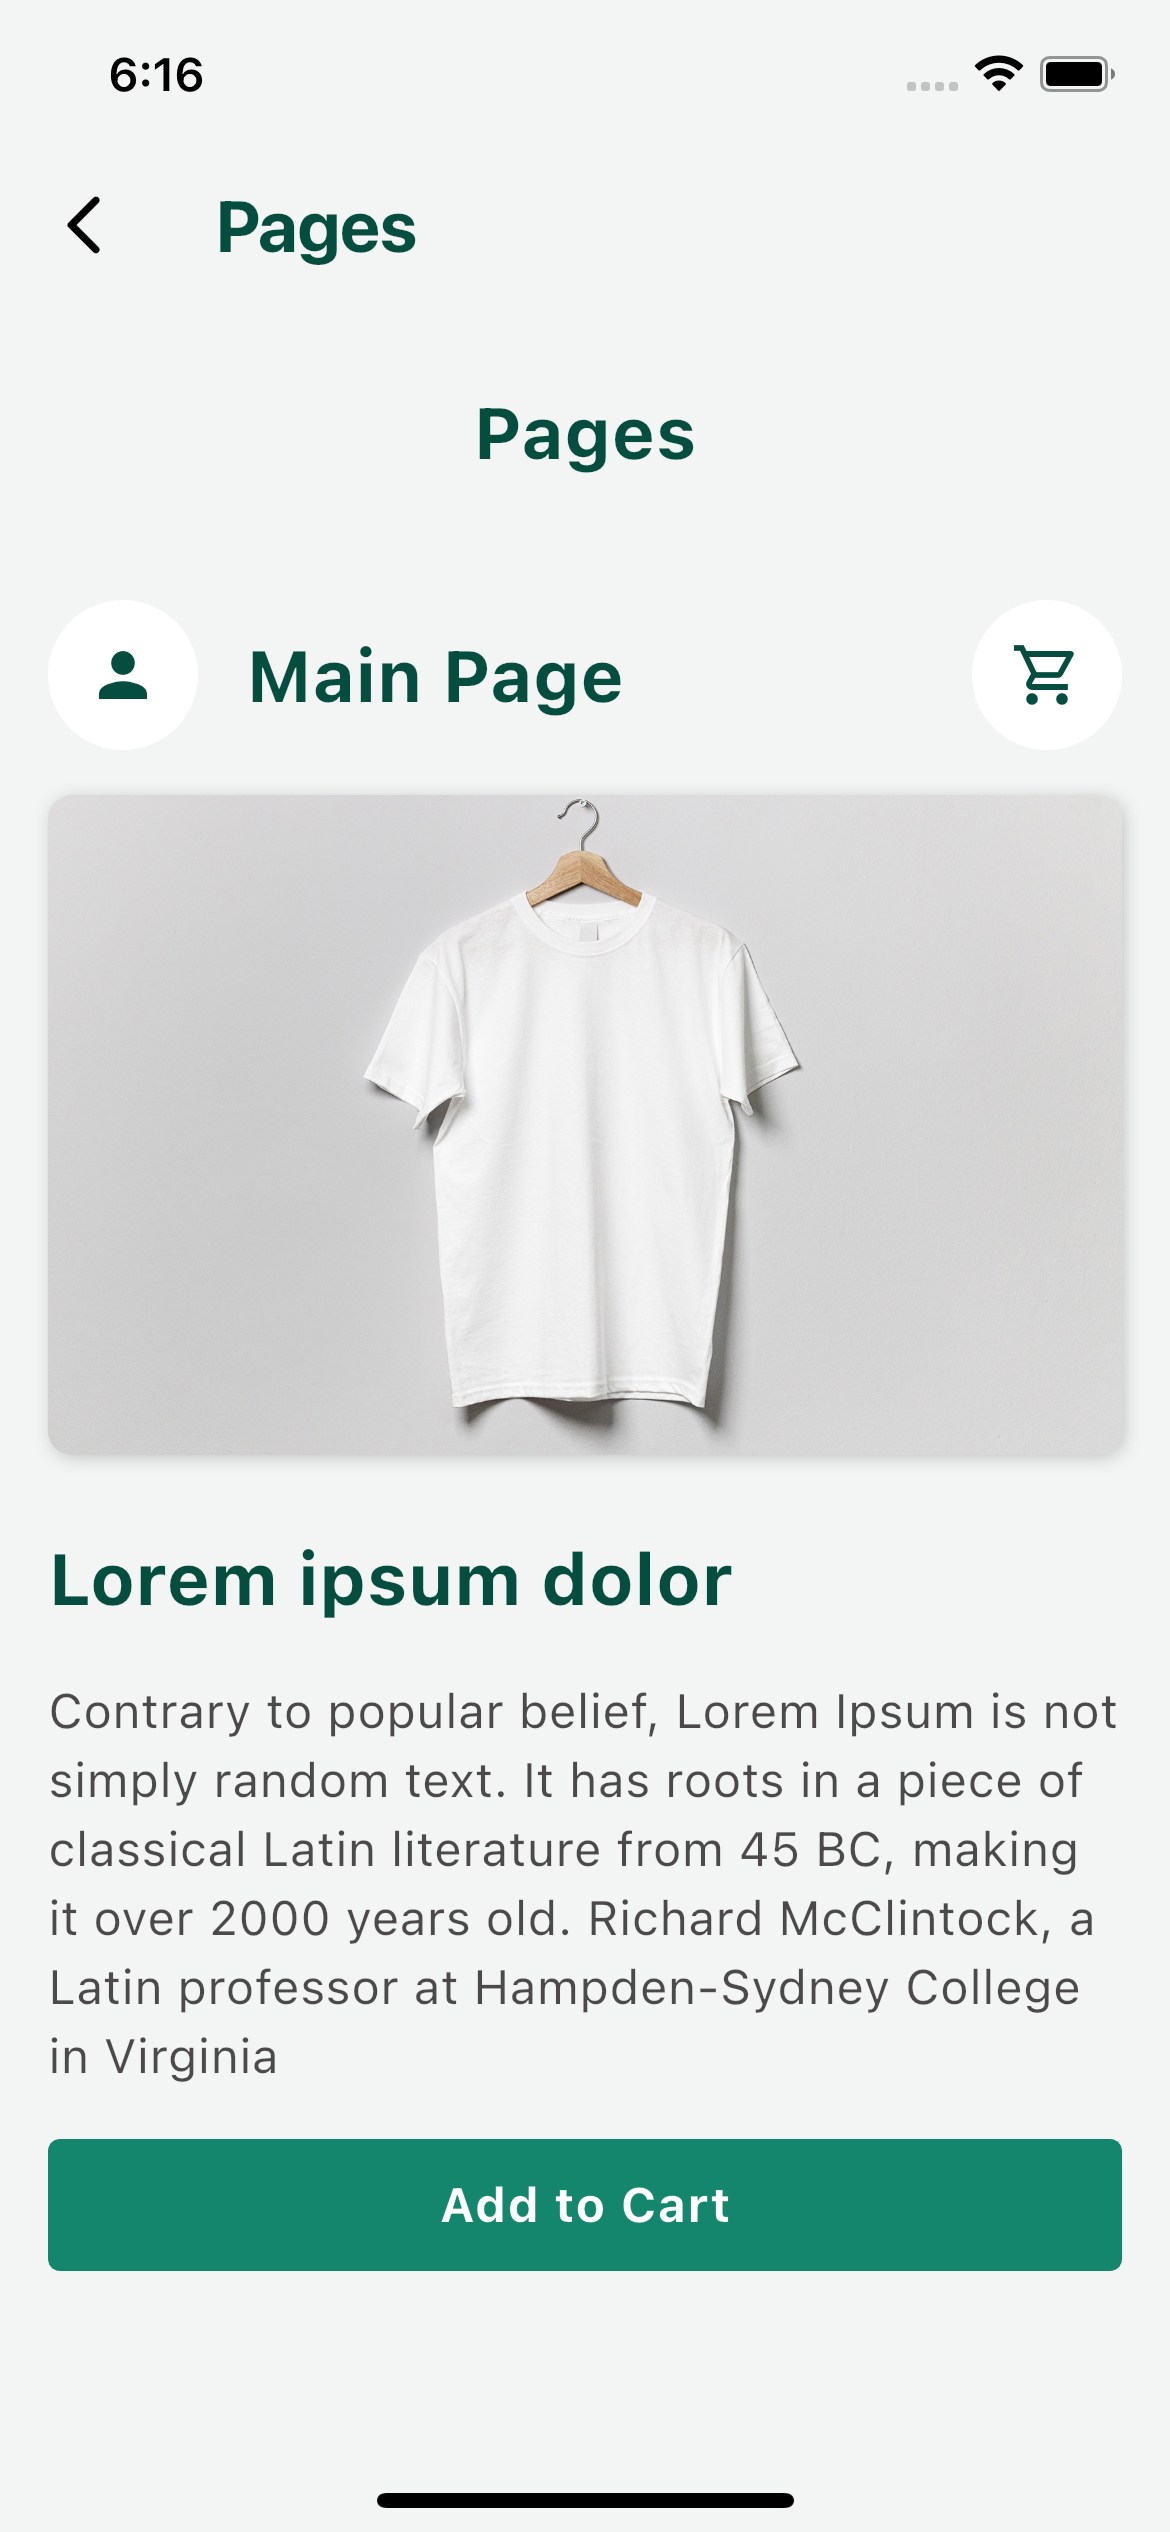 6:16
Pages
Pages
Main Page
Lorem ipsum dolor
Contrary to popular belief, Lorem Ipsum is not
simply random text. It has roots in a piece of
classical Latin literature from 45 BC, making
it over 2000 years old. Richard McClintock, a
Latin professor at Hampden-Sydney College
in Virginia
Add to Cart